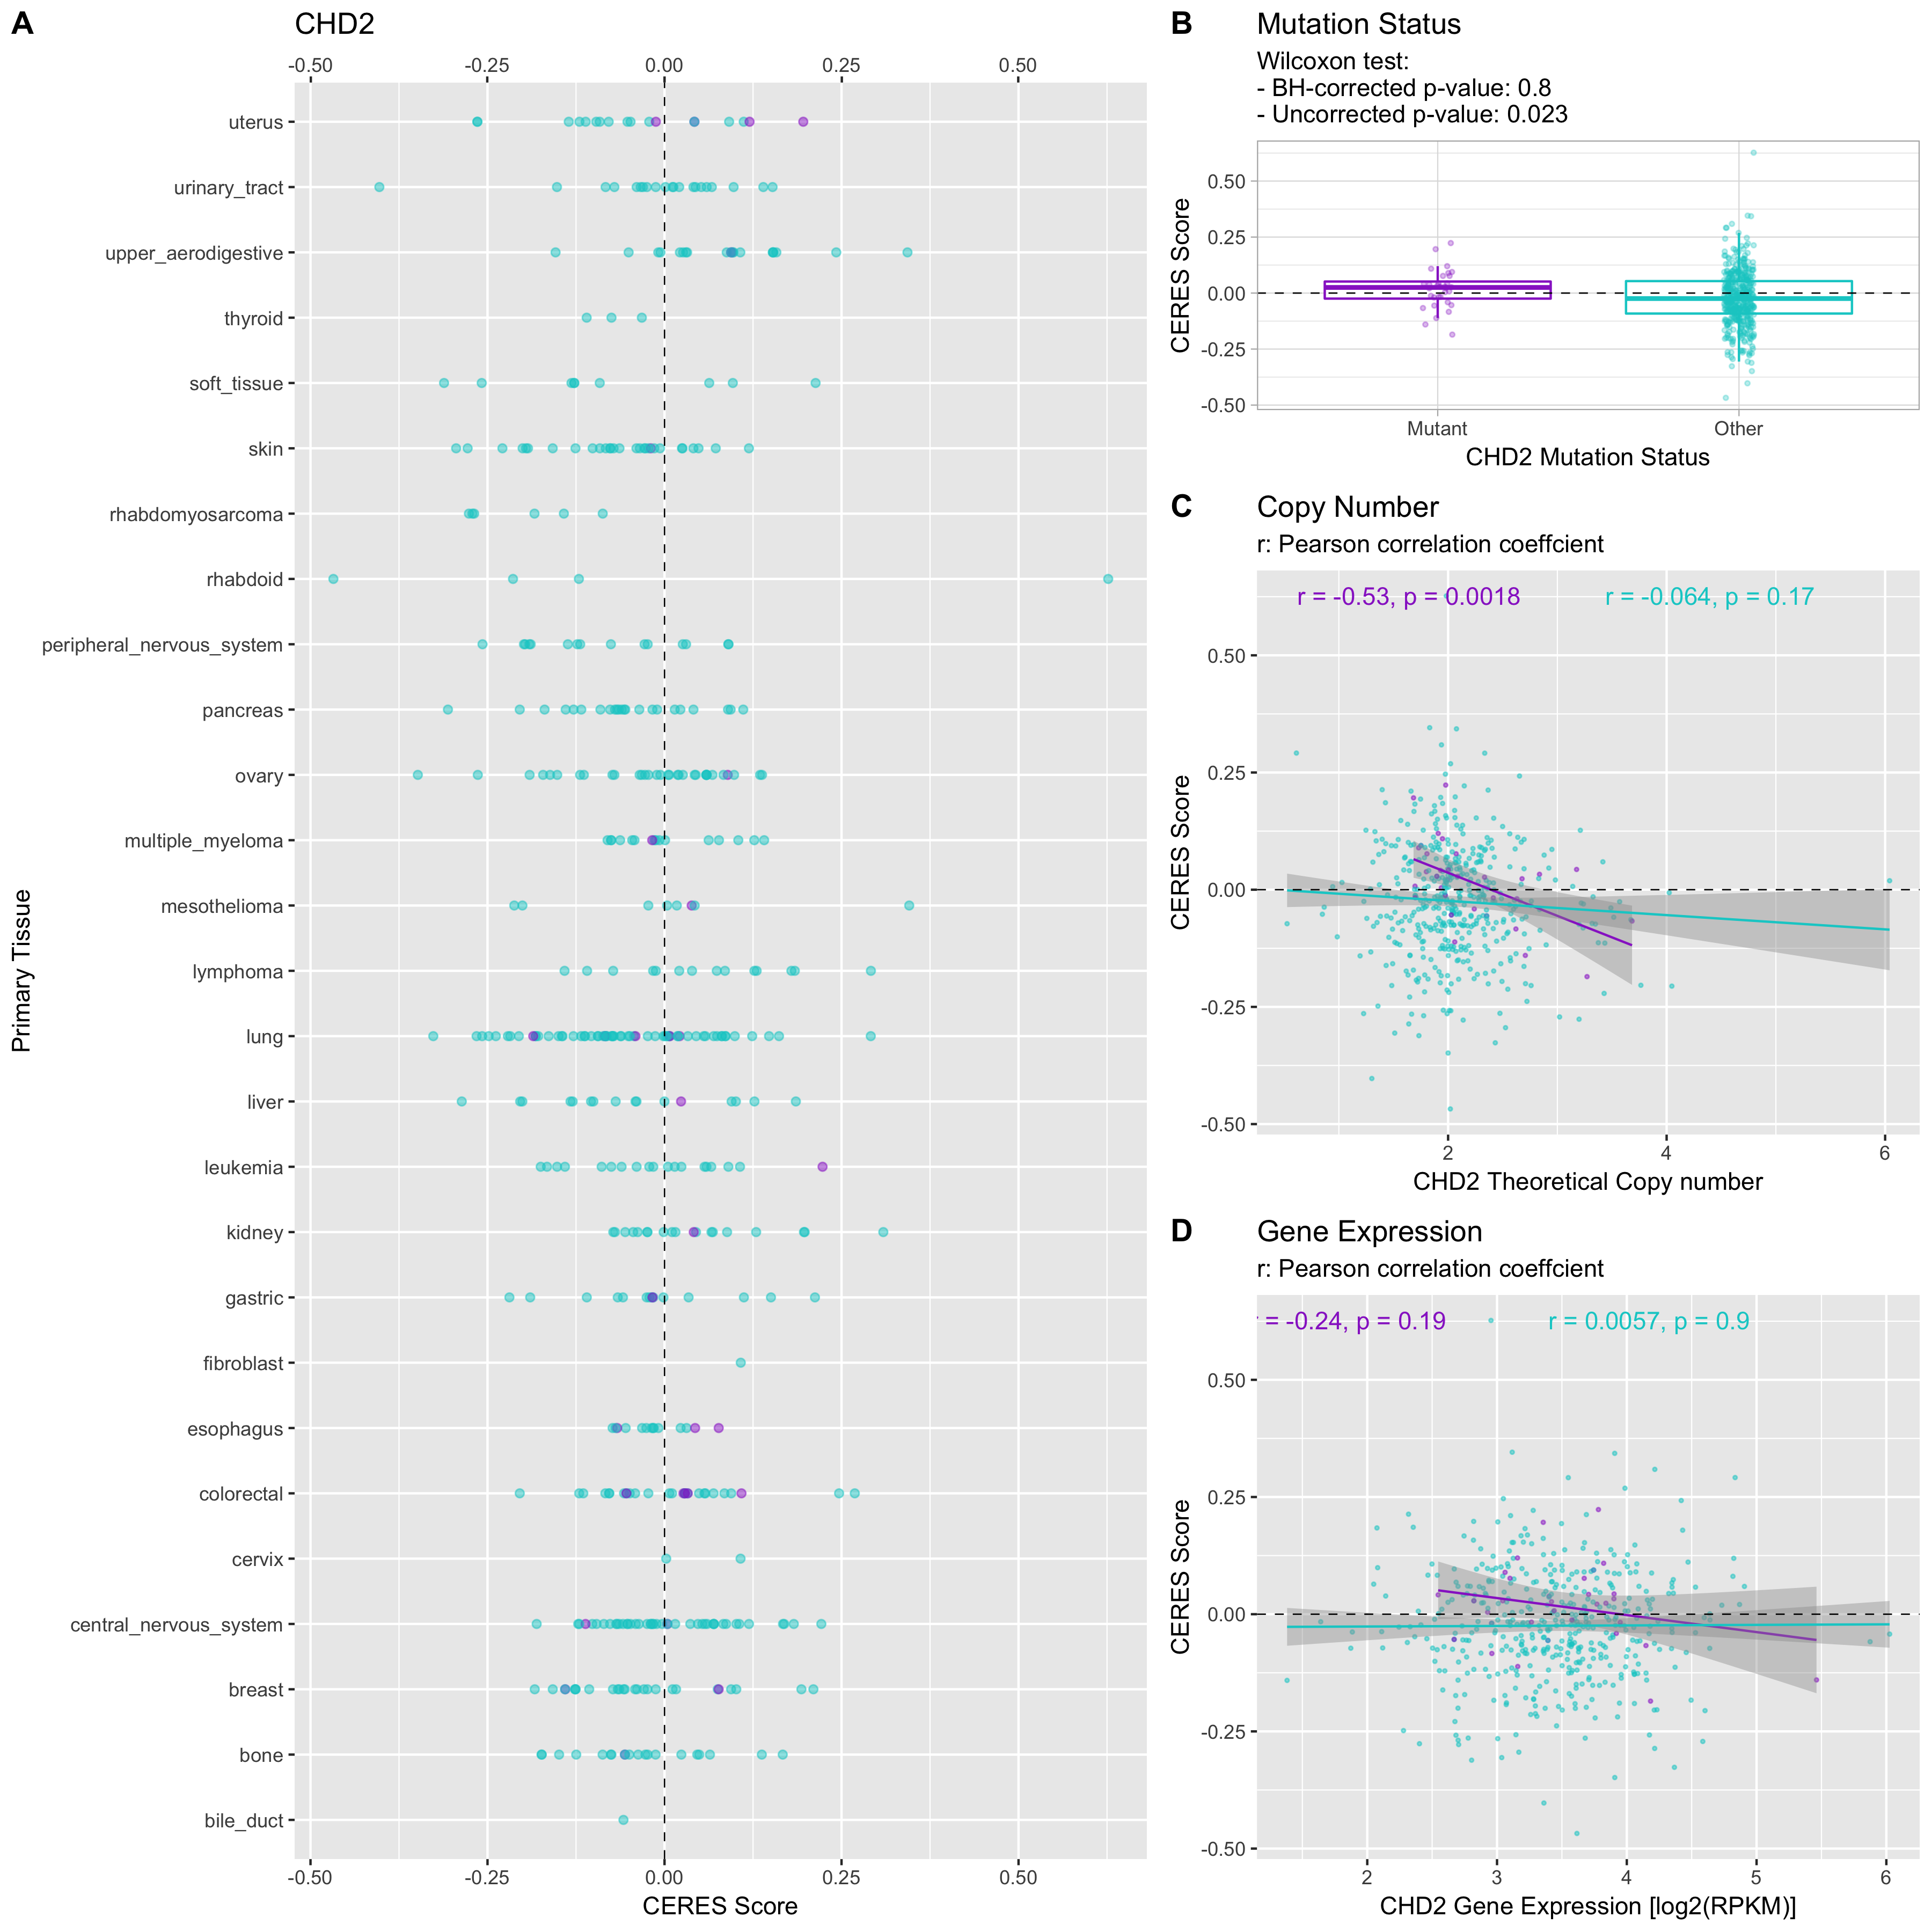 A
CHD2
-0.50 -0.25 0.00 0.25 0.50
Primary Tissue
uterus
urinary_tract
upper_aerodigestive
thyroid
soft_tissue
skin
rhabdomyosarcoma
rhabdoid
peripheral_nervous_system
pancreas
ovary
multiple_myeloma
mesothelioma
lymphoma
lung
liver
leukemia
kidney
gastric
fibroblast
esophagus
colorectal
cervix
central_nervous_system
breast
bone
bile_duct
-0.50 -0.25 0.00 0.25 0.50
CERES Score
B
Mutation Status
Wilcoxon test:
- BH-corrected p-value: 0.8
- Uncorrected p-value: 0.023
CERES Score
0.50
0.25
0.00
-0.25
-0.50
Mutant Other
CHD2 Mutation Status
C
Copy Number
r: Pearson correlation coeffcient
r = -0.53, p = 0.0018 r = -0.064, p = 0.17
CERES Score
0.50
0.25
0.00
-0.25
-0.50
2 4 6
CHD2 Theoretical Copy number
D
Gene Expression
r: Pearson correlation coeffcient
= -0.24, p = 0.19 r = 0.0057, p = 0.9
CERES Score
0.50
0.25
0.00
-0.25
-0.50
2 3 4 5 6
CHD2 Gene Expression [log2(RPKM)]